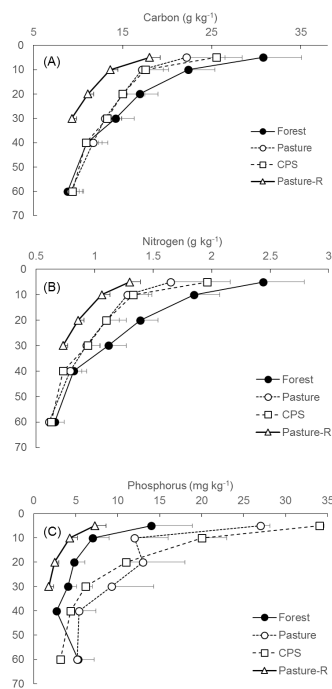 Carbon (g kg-1)
5 15 25 35
0
10
20
30
40
50
60
70
(A)
Forest
Pasture
CPS
Pasture-R
Nitrogen (g kg-1)
0.5 1 1.5 2 2.5 3
0
10
20
30
40
50
60
70
(B)
Forest
Pasture
CPS
Pasture-R
Phosphorus (mg kg-1)
0 5 10 15 20 25 30 35
0
10
20
30
40
50
60
70
(C)
Forest
Pasture
CPS
Pasture-R